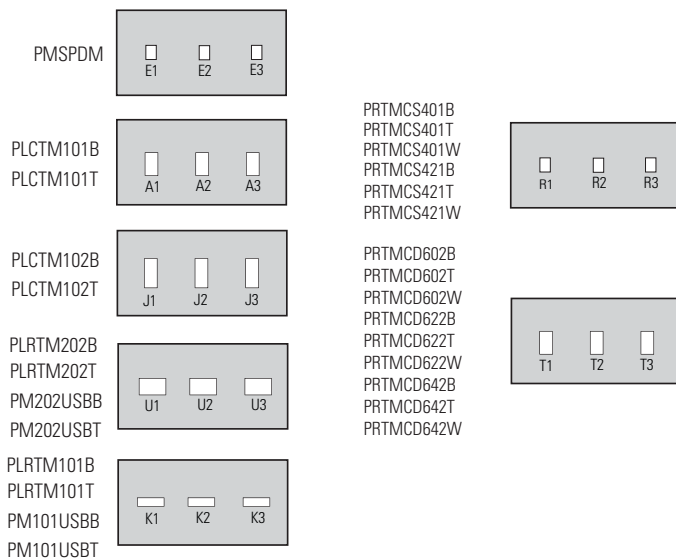 PMSPDM
E1 E2 E3
PLCTM101B
PLCTM101T
A1 A2 A3
PLCTM102B
PLCTM102T
J1 J2 J3
PLRTM202B
PLRTM202T
PM202USBB
PM202USBT
U1 U2 U3
PLRTM101B
PLRTM101T
PM101USBB
PM101USBT
K1 K2 K3
PRTMCS401B
PRTMCS401T
PRTMCS401W
PRTMCS421B
PRTMCS421T
PRTMCS421W
R1 R2 R3
PRTMCD602B
PRTMCD602T
PRTMCD602W
PRTMCD622B
PRTMCD622T
PRTMCD622W
PRTMCD642B
PRTMCD642T
PRTMCD642W
T1 T2 T3